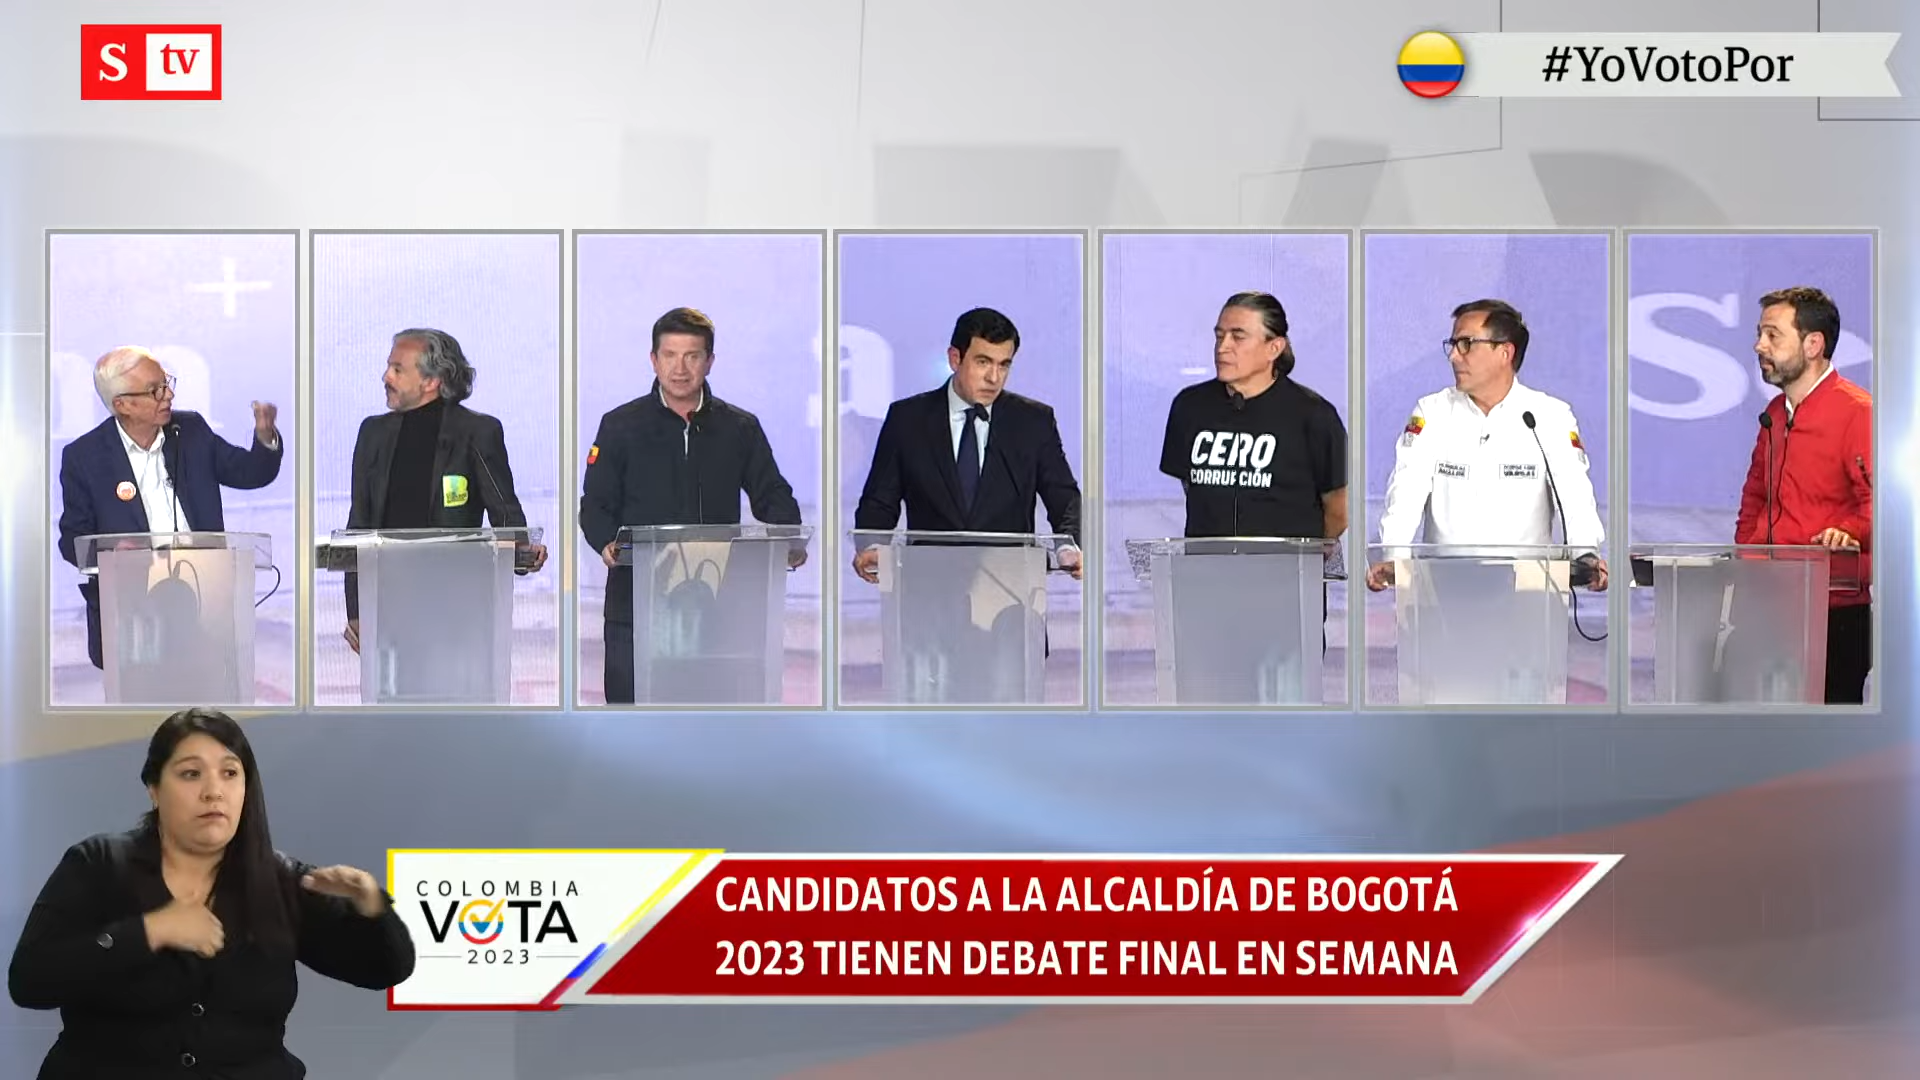 S tv
#YoVotoPor
CERO
CORRUPCIÓN
COLOMBIA
VOTA
2023
CANDIDATOS A LA ALCALDÍA DE BOGOTÁ
2023 TIENEN DEBATE FINAL EN SEMANA